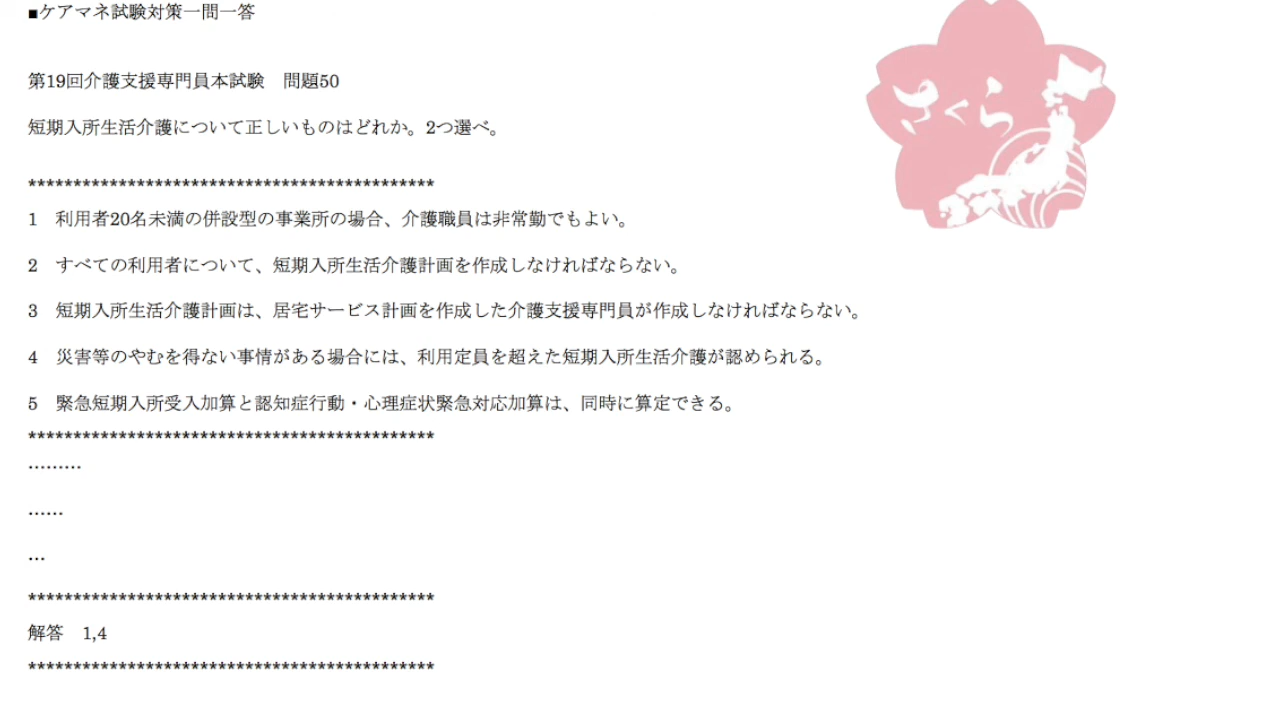 ■ケアマネ試験対策一問一答
第19回介護支援専門員本試験　問題50
短期入所生活介護について正しいものはどれか。2つ選べ。
*********************************************
1　利用者20名未満の併設型の事業所の場合、介護職員は非常勤でもよい。
2　すべての利用者について、短期入所生活介護計画を作成しなければならない。
3　短期入所生活介護計画は、居宅サービス計画を作成した介護支援専門員が作成しなければならない。
4　災害等のやむを得ない事情がある場合には、利用定員を超えた短期入所生活介護が認められる。
5　緊急短期入所受入加算と認知症行動・心理症状緊急対応加算は、同時に算定できる。
*********************************************
………
……
…
*********************************************
解答　1,4
*********************************************
さくら